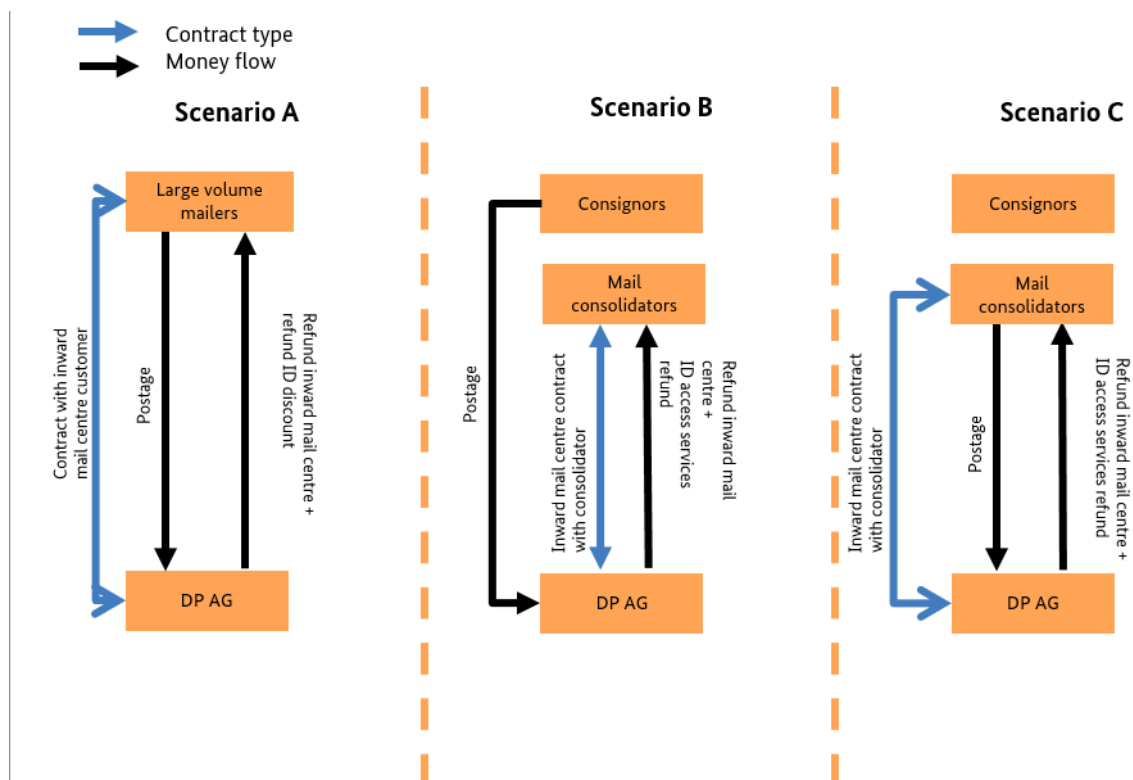 Contract type
Money flow
Scenario A
Large volume
mailers
Contract with inward
mail centre customer
Postage
Refund inward mail centre +
refund ID discount
DP AG
Scenario B
Consignors
Mail
consolidators
Postage
Inward mail centre contract
with consolidator
Refund inward mail
centre +
ID access services
refund
DP AG
Scenario C
Consignors
Mail
consolidators
Inward mail centre contract
with consolidator
Postage
Refund inward mail centre +
ID access services refund
DP AG